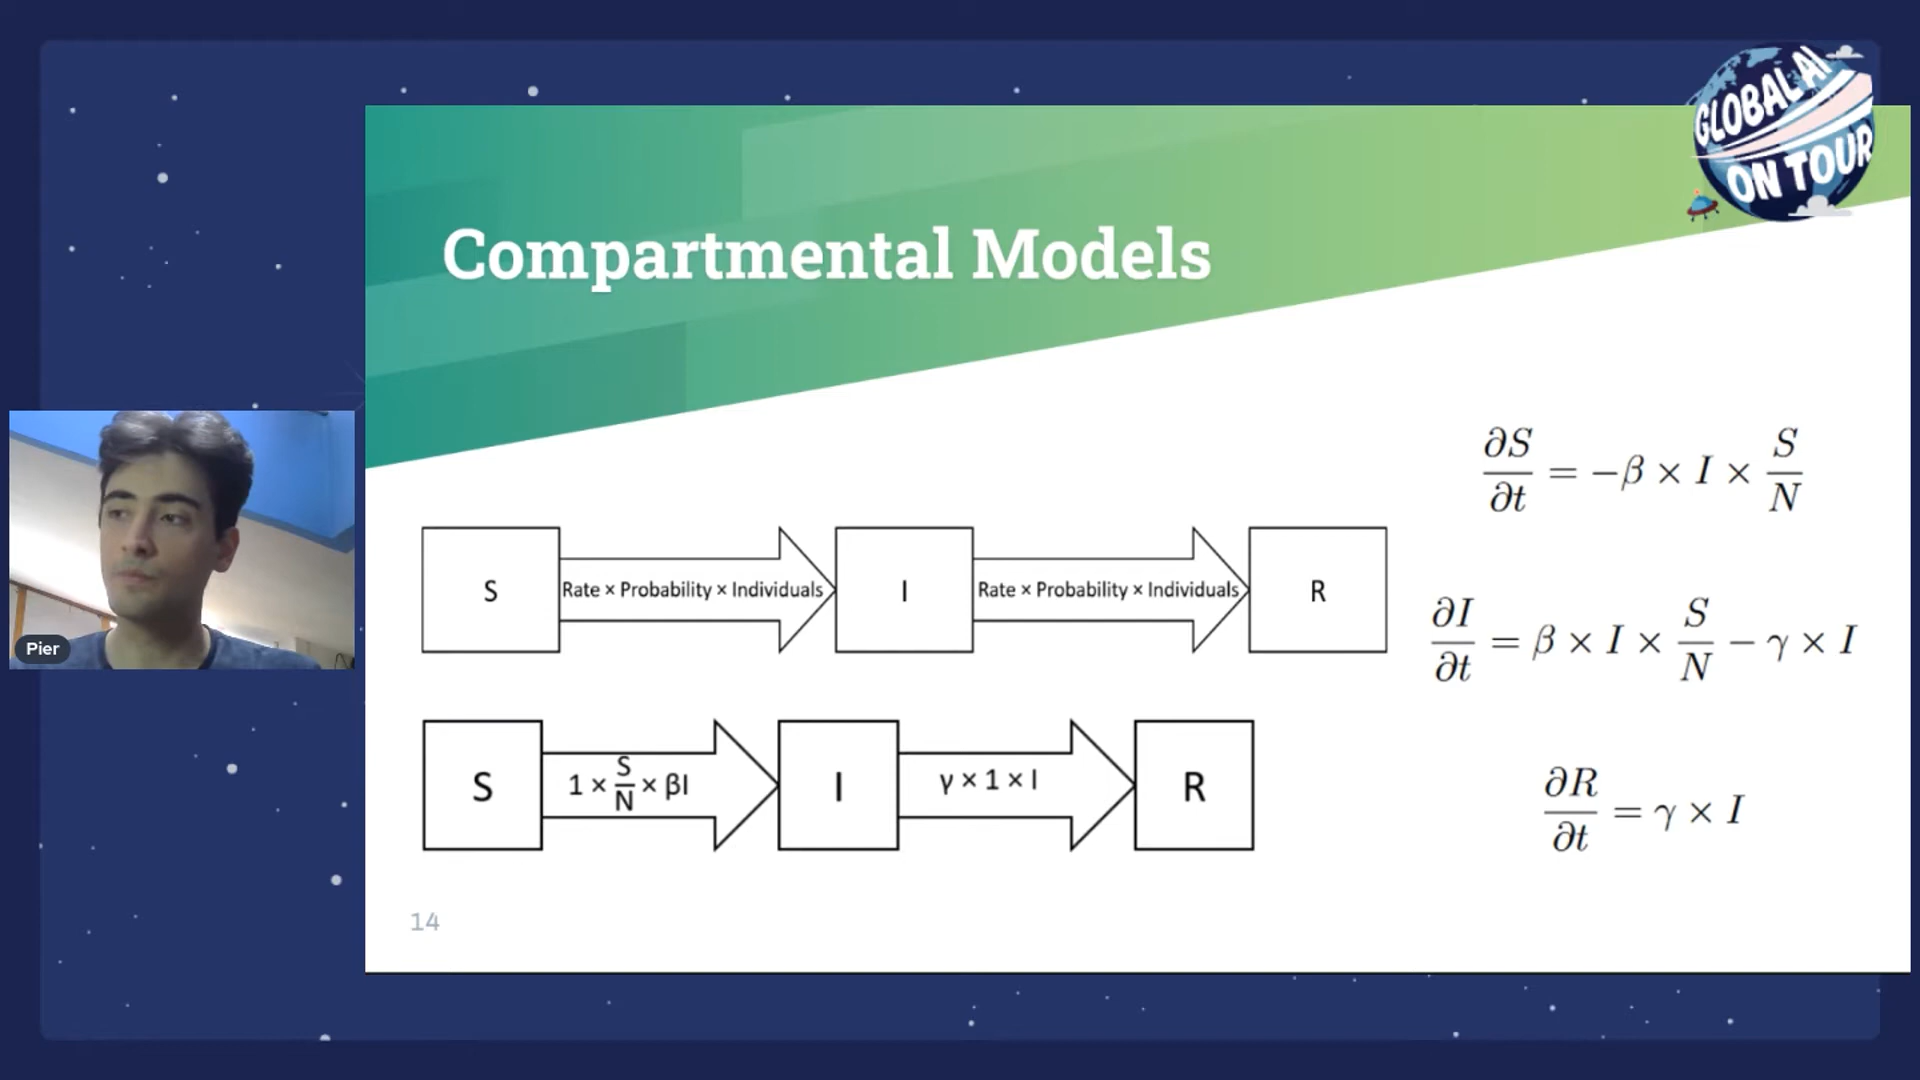 GLOBAL AI
ON TOUR
Compartmental Models
∂S/∂t = −β × I × S/N
S
Rate × Probability × Individuals
I
Rate × Probability × Individuals
R
∂I/∂t = β × I × S/N − γ × I
Pier
S
1 × S/N × βI
I
γ × 1 × I
R
∂R/∂t = γ × I
14